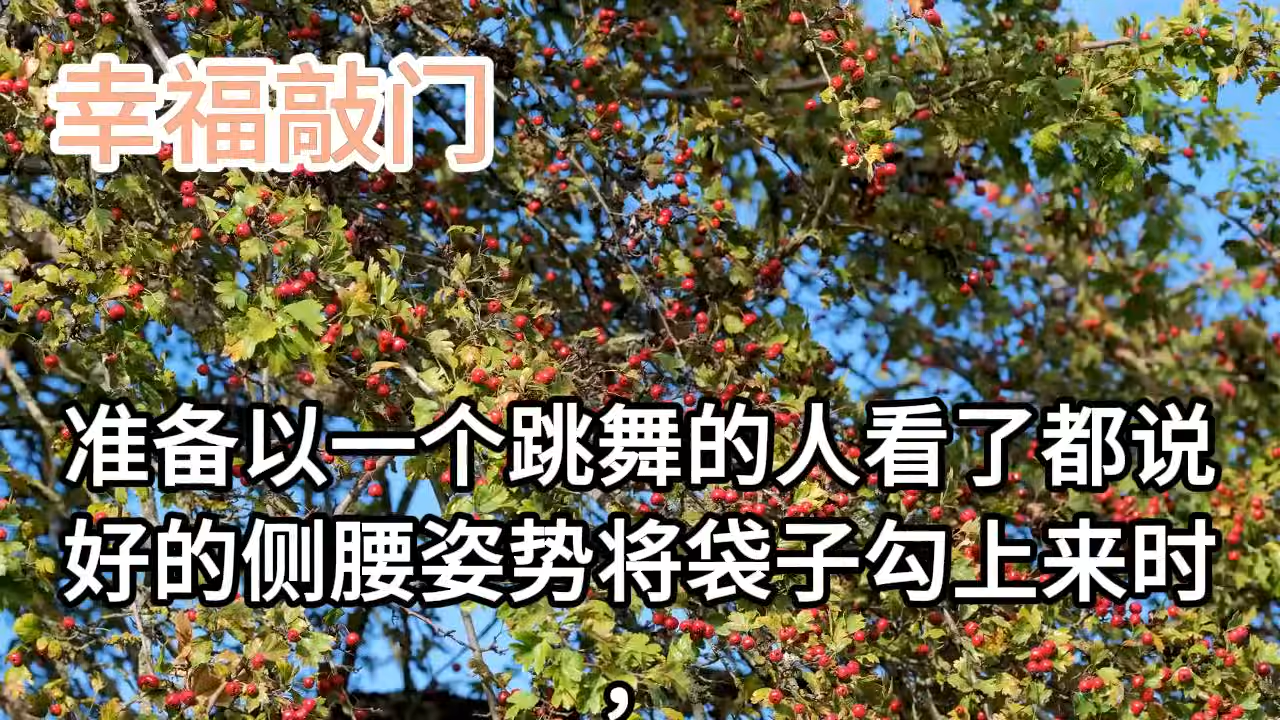 幸福敲门
准备以一个跳舞的人看了都说
好的侧腰姿势将袋子勾上来时
，